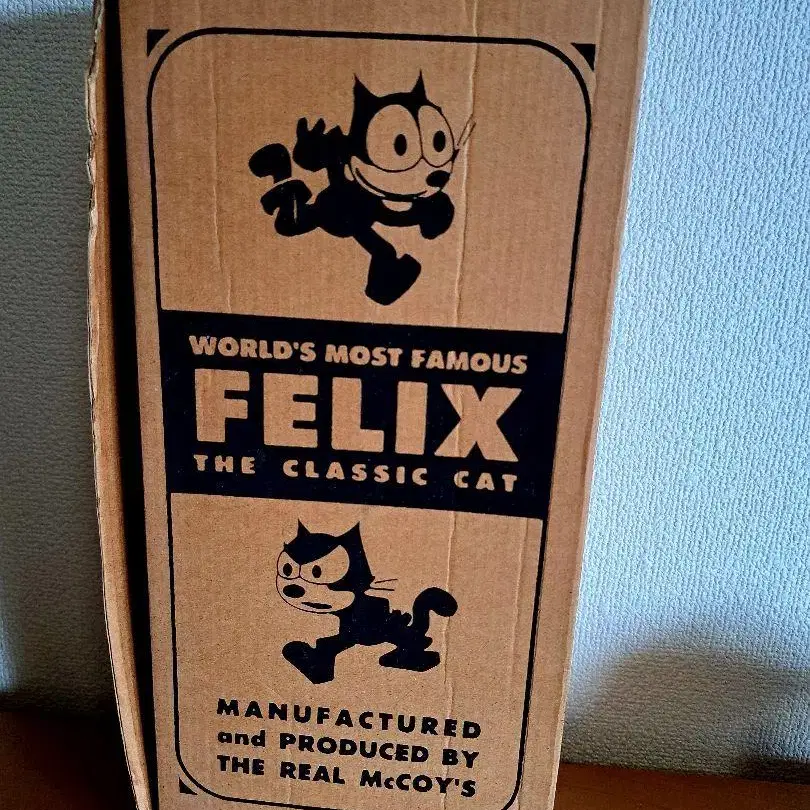 WORLD'S MOST FAMOUS
FELIX
THE CLASSIC CAT
MANUFACTURED
and PRODUCED BY
THE REAL McCOY'S